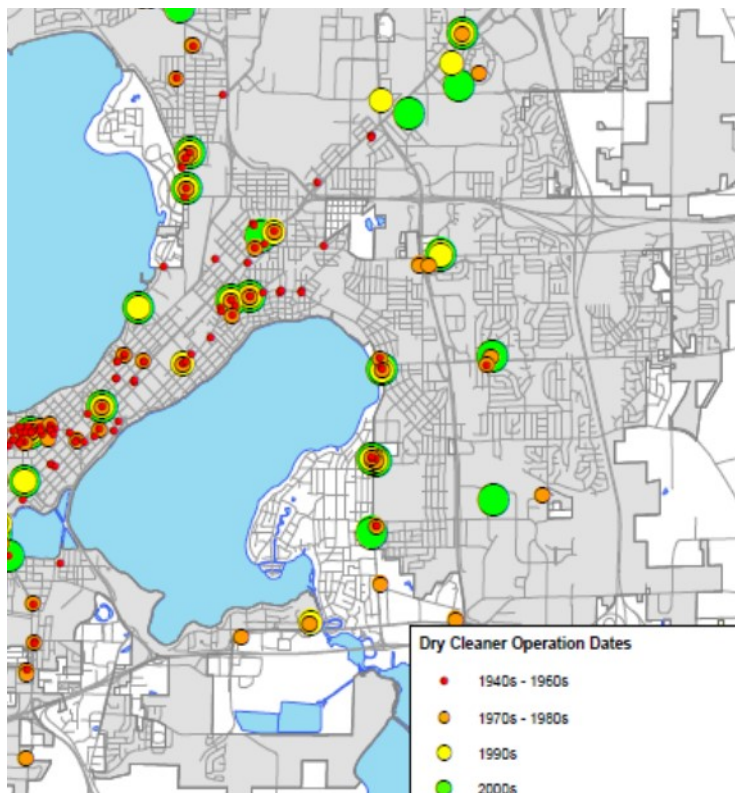 Dry Cleaner Operation Dates
1940s - 1960s
1970s - 1980s
1990s
2000s